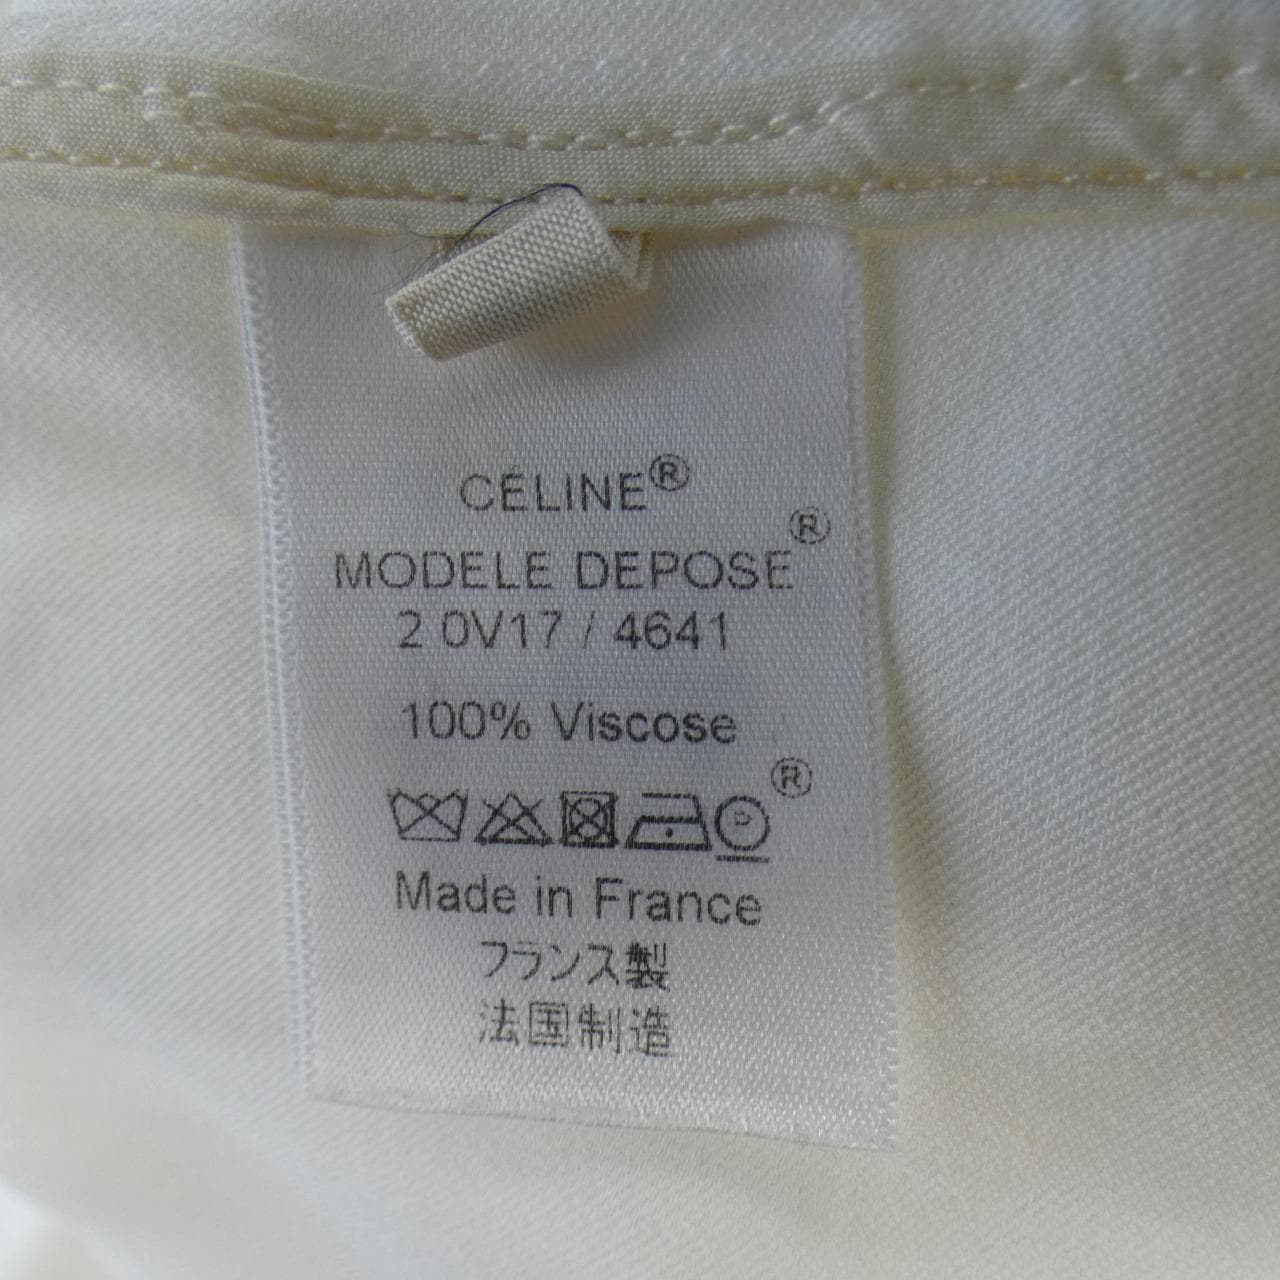 CÉLINE®
MODELE DEPOSE®
2 0V17 / 4641
100% Viscose
®
P
Made in France
フランス製
法国制造